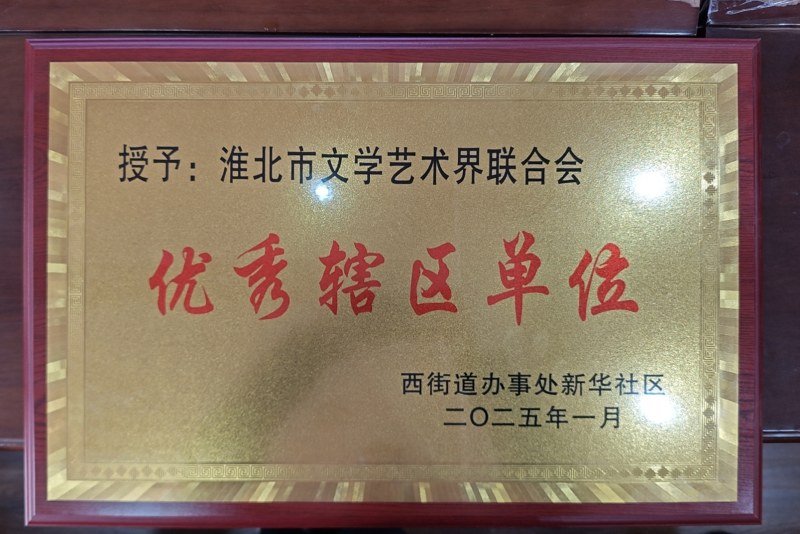 授予：淮北市文学艺术界联合会
优秀辖区单位
西街道办事处新华社区
二〇二五年一月